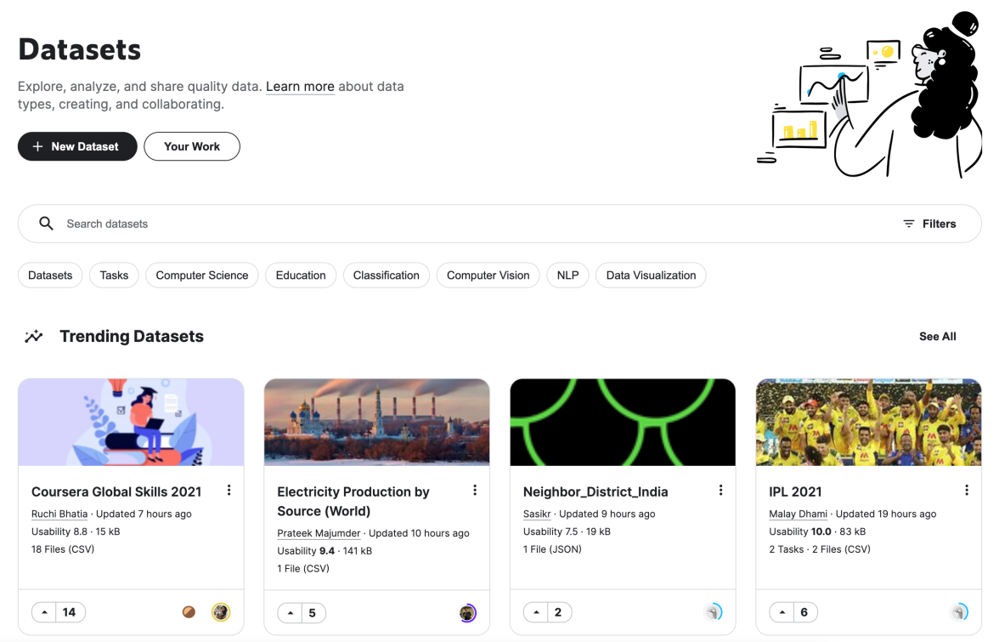 Datasets
Explore, analyze, and share quality data. Learn more about data
types, creating, and collaborating.
New Dataset
Your Work
Search datasets
Filters
Datasets
Tasks
Computer Science
Education
Classification
Computer Vision
NLP
Data Visualization
Trending Datasets
See All
Coursera Global Skills 2021
Ruchi Bhatia · Updated 7 hours ago
Usability 8.8 · 15 kB
18 Files (CSV)
14
Electricity Production by
Source (World)
Prateek Majumder · Updated 10 hours ago
Usability 9.4 · 141 kB
1 File (CSV)
5
Neighbor_District_India
Sasikr · Updated 9 hours ago
Usability 7.5 · 19 kB
1 File (JSON)
2
IPL 2021
Malay Dhami · Updated 19 hours ago
Usability 10.0 · 83 kB
2 Tasks · 2 Files (CSV)
6